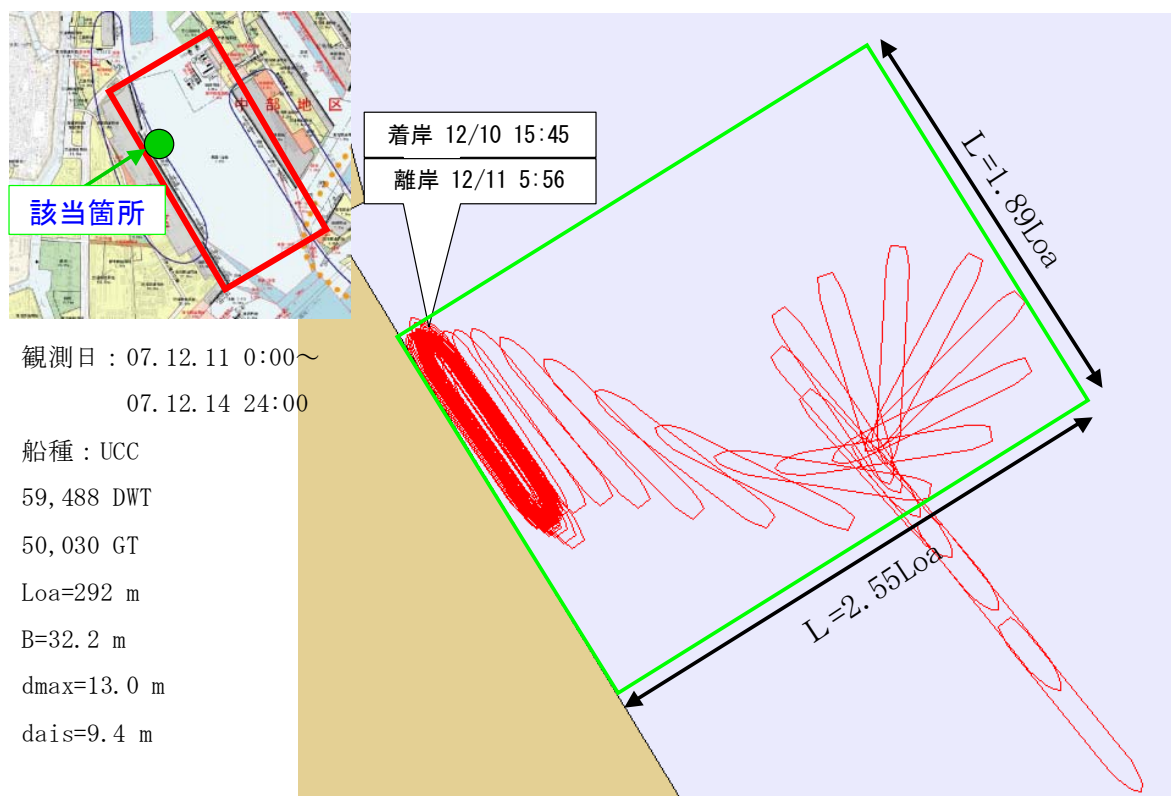 中部地区
該当箇所
着岸 12/10 15:45
離岸 12/11 5:56
L=1.89Loa
L=2.55Loa
観測日：07.12.11 0:00～
07.12.14 24:00
船種：UCC
59,488 DWT
50,030 GT
Loa=292 m
B=32.2 m
dmax=13.0 m
dais=9.4 m